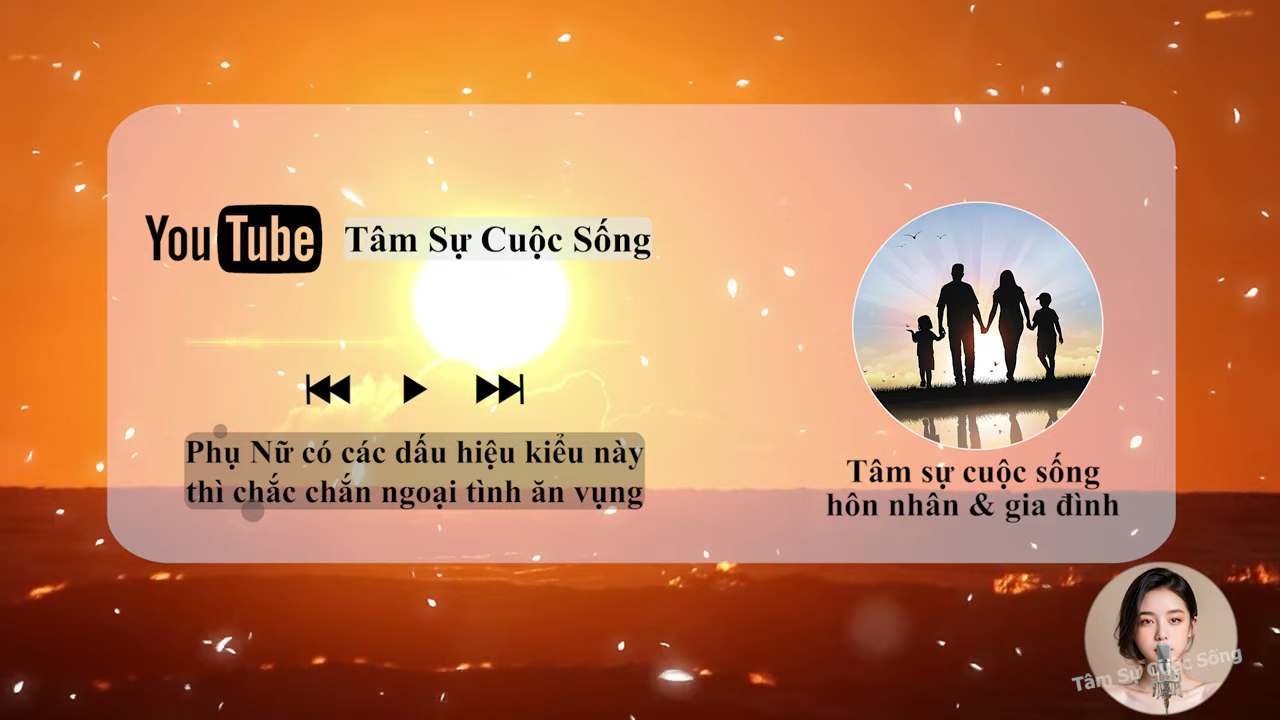 YouTube
Tâm Sự Cuộc Sống
Phụ Nữ có các dấu hiệu kiểu này
thì chắc chắn ngoại tình ăn vụng
Tâm sự cuộc sống
hôn nhân & gia đình
Tâm Sự Cuộc Sống